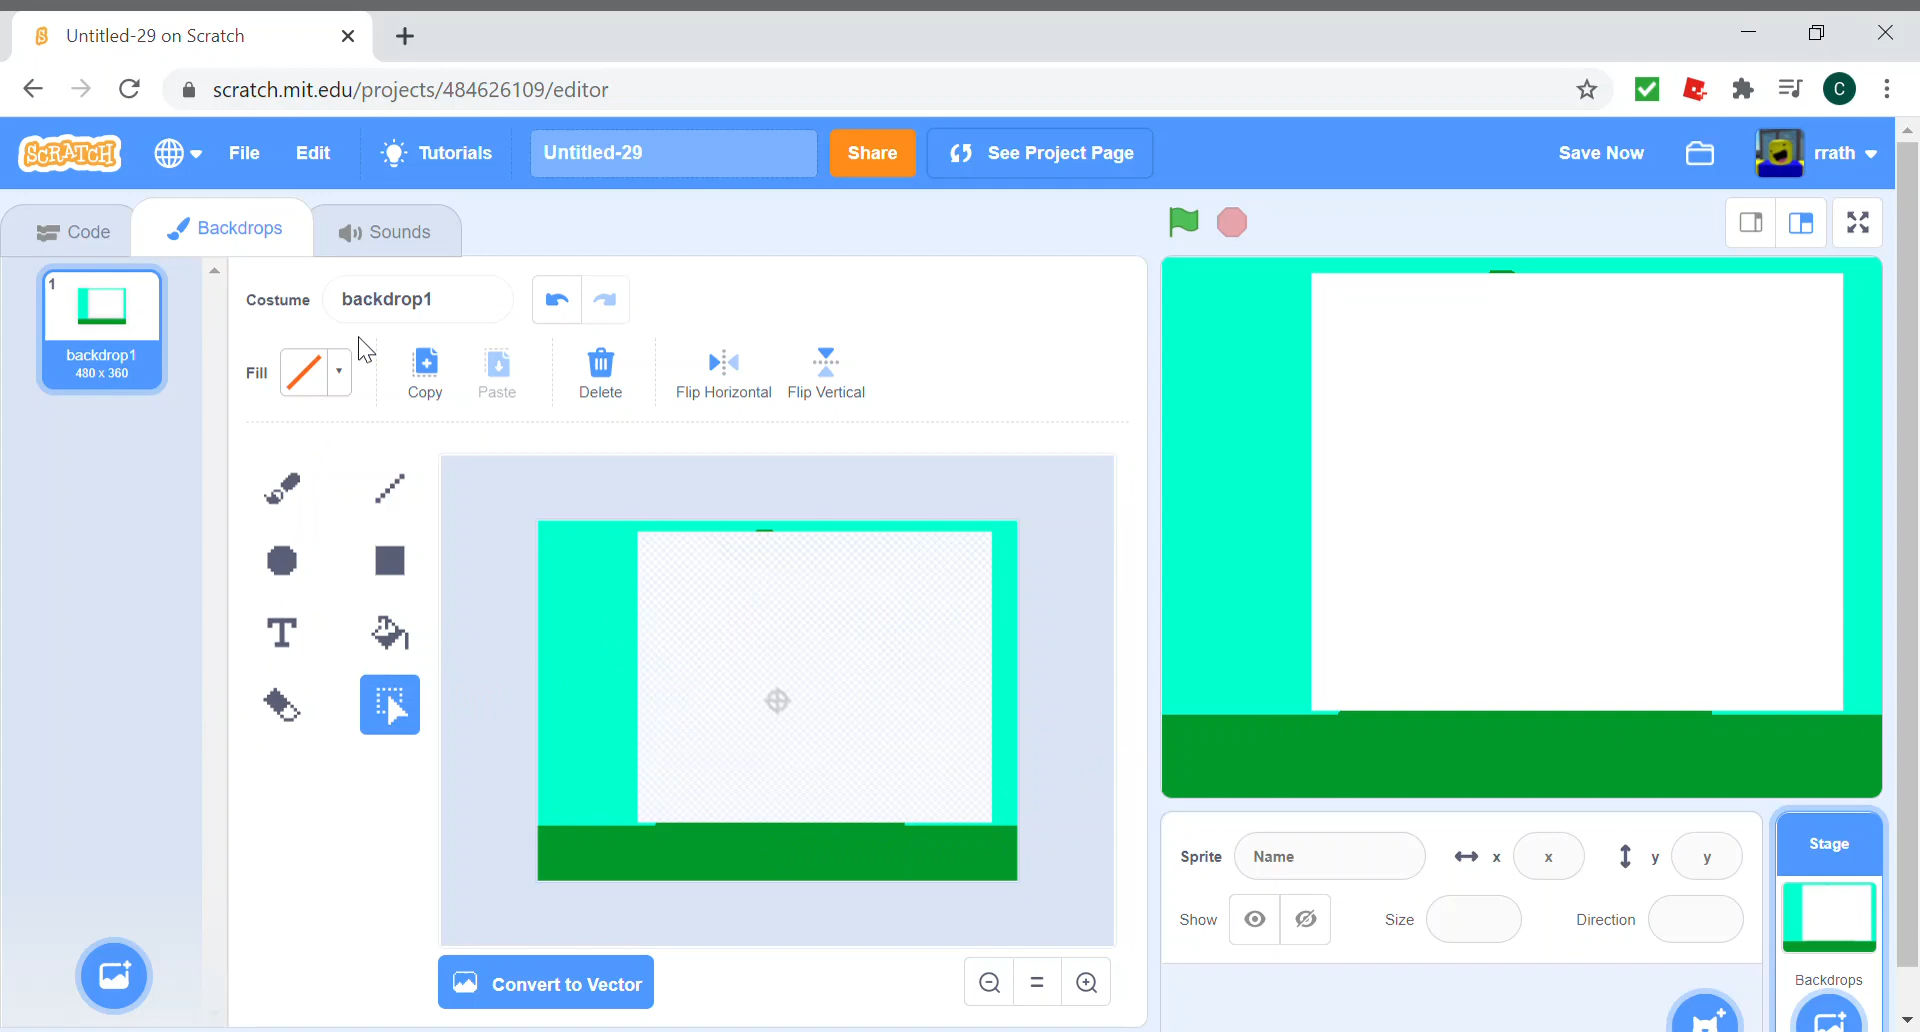 Untitled-29 on Scratch
scratch.mit.edu/projects/484626109/editor
C
SCRATCH
File
Edit
Tutorials
Untitled-29
Share
See Project Page
Save Now
rrath
Code
Backdrops
Sounds
1
backdrop1
480 x 360
Costume
backdrop1
Fill
Copy
Paste
Delete
Flip Horizontal
Flip Vertical
T
Convert to Vector
Sprite
Name
x
x
y
y
Show
Size
Direction
Stage
Backdrops